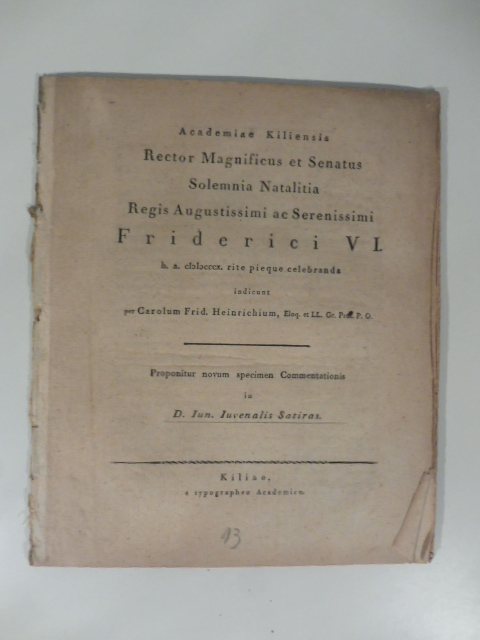 Academiae Kiliensis
Rector Magnificus et Senatus
Solemnia Natalitia
Regis Augustissimi ac Serenissimi
Friderici VI.
h. a. cIɔIɔcccx. rite pieque celebranda
indicunt
per Carolum Frid. Heinrichium, Eloq. et LL. Gr. Prof. P. O.
Proponitur novum specimen Commentationis
in
D. Iun. Iuvenalis Satiras.
Kiliae,
e typographeo Academico.
13